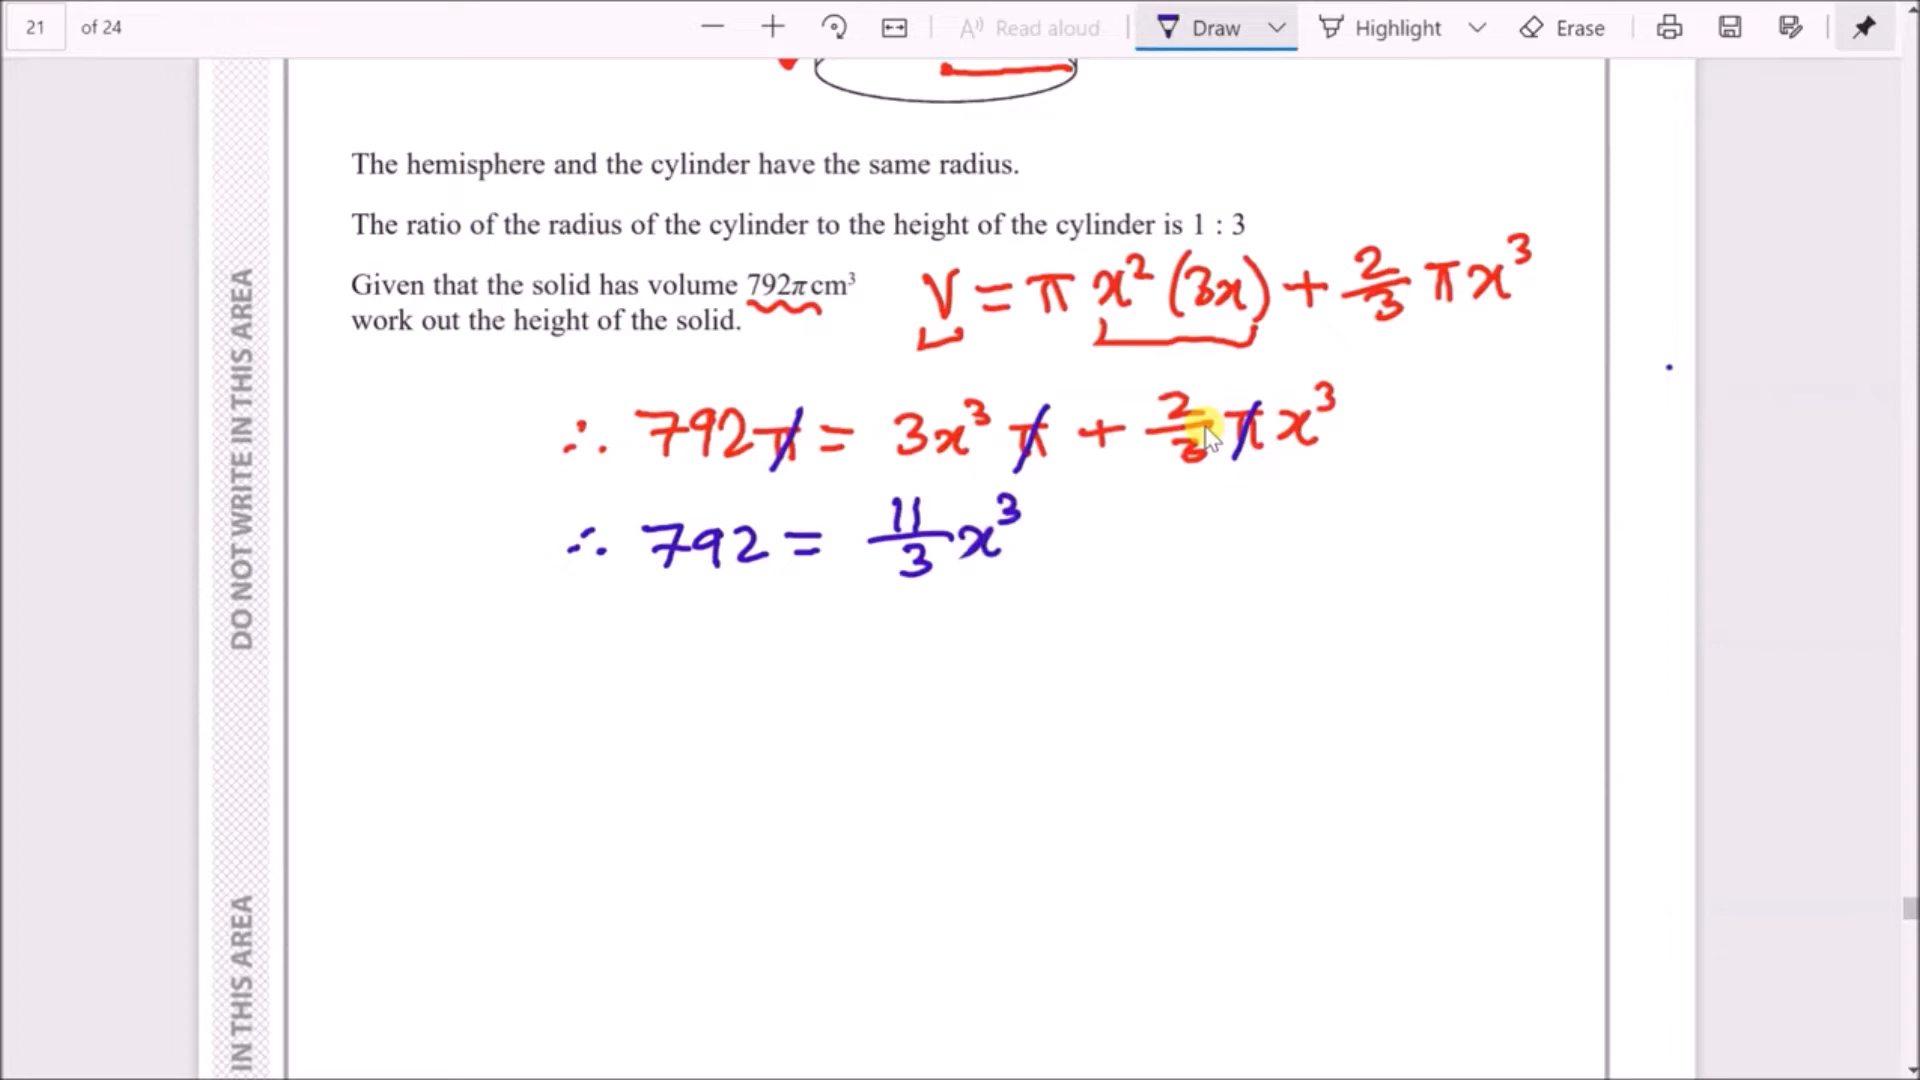 21 of 24 Read aloud Draw Highlight Erase
The hemisphere and the cylinder have the same radius.
The ratio of the radius of the cylinder to the height of the cylinder is 1 : 3
Given that the solid has volume 792π cm³
work out the height of the solid.
V = π x² (3x) + 2/3 π x³
∴ 792π = 3x³ π + 2/3 π x³
∴ 792 = 11/3 x³
DO NOT WRITE IN THIS AREA
IN THIS AREA